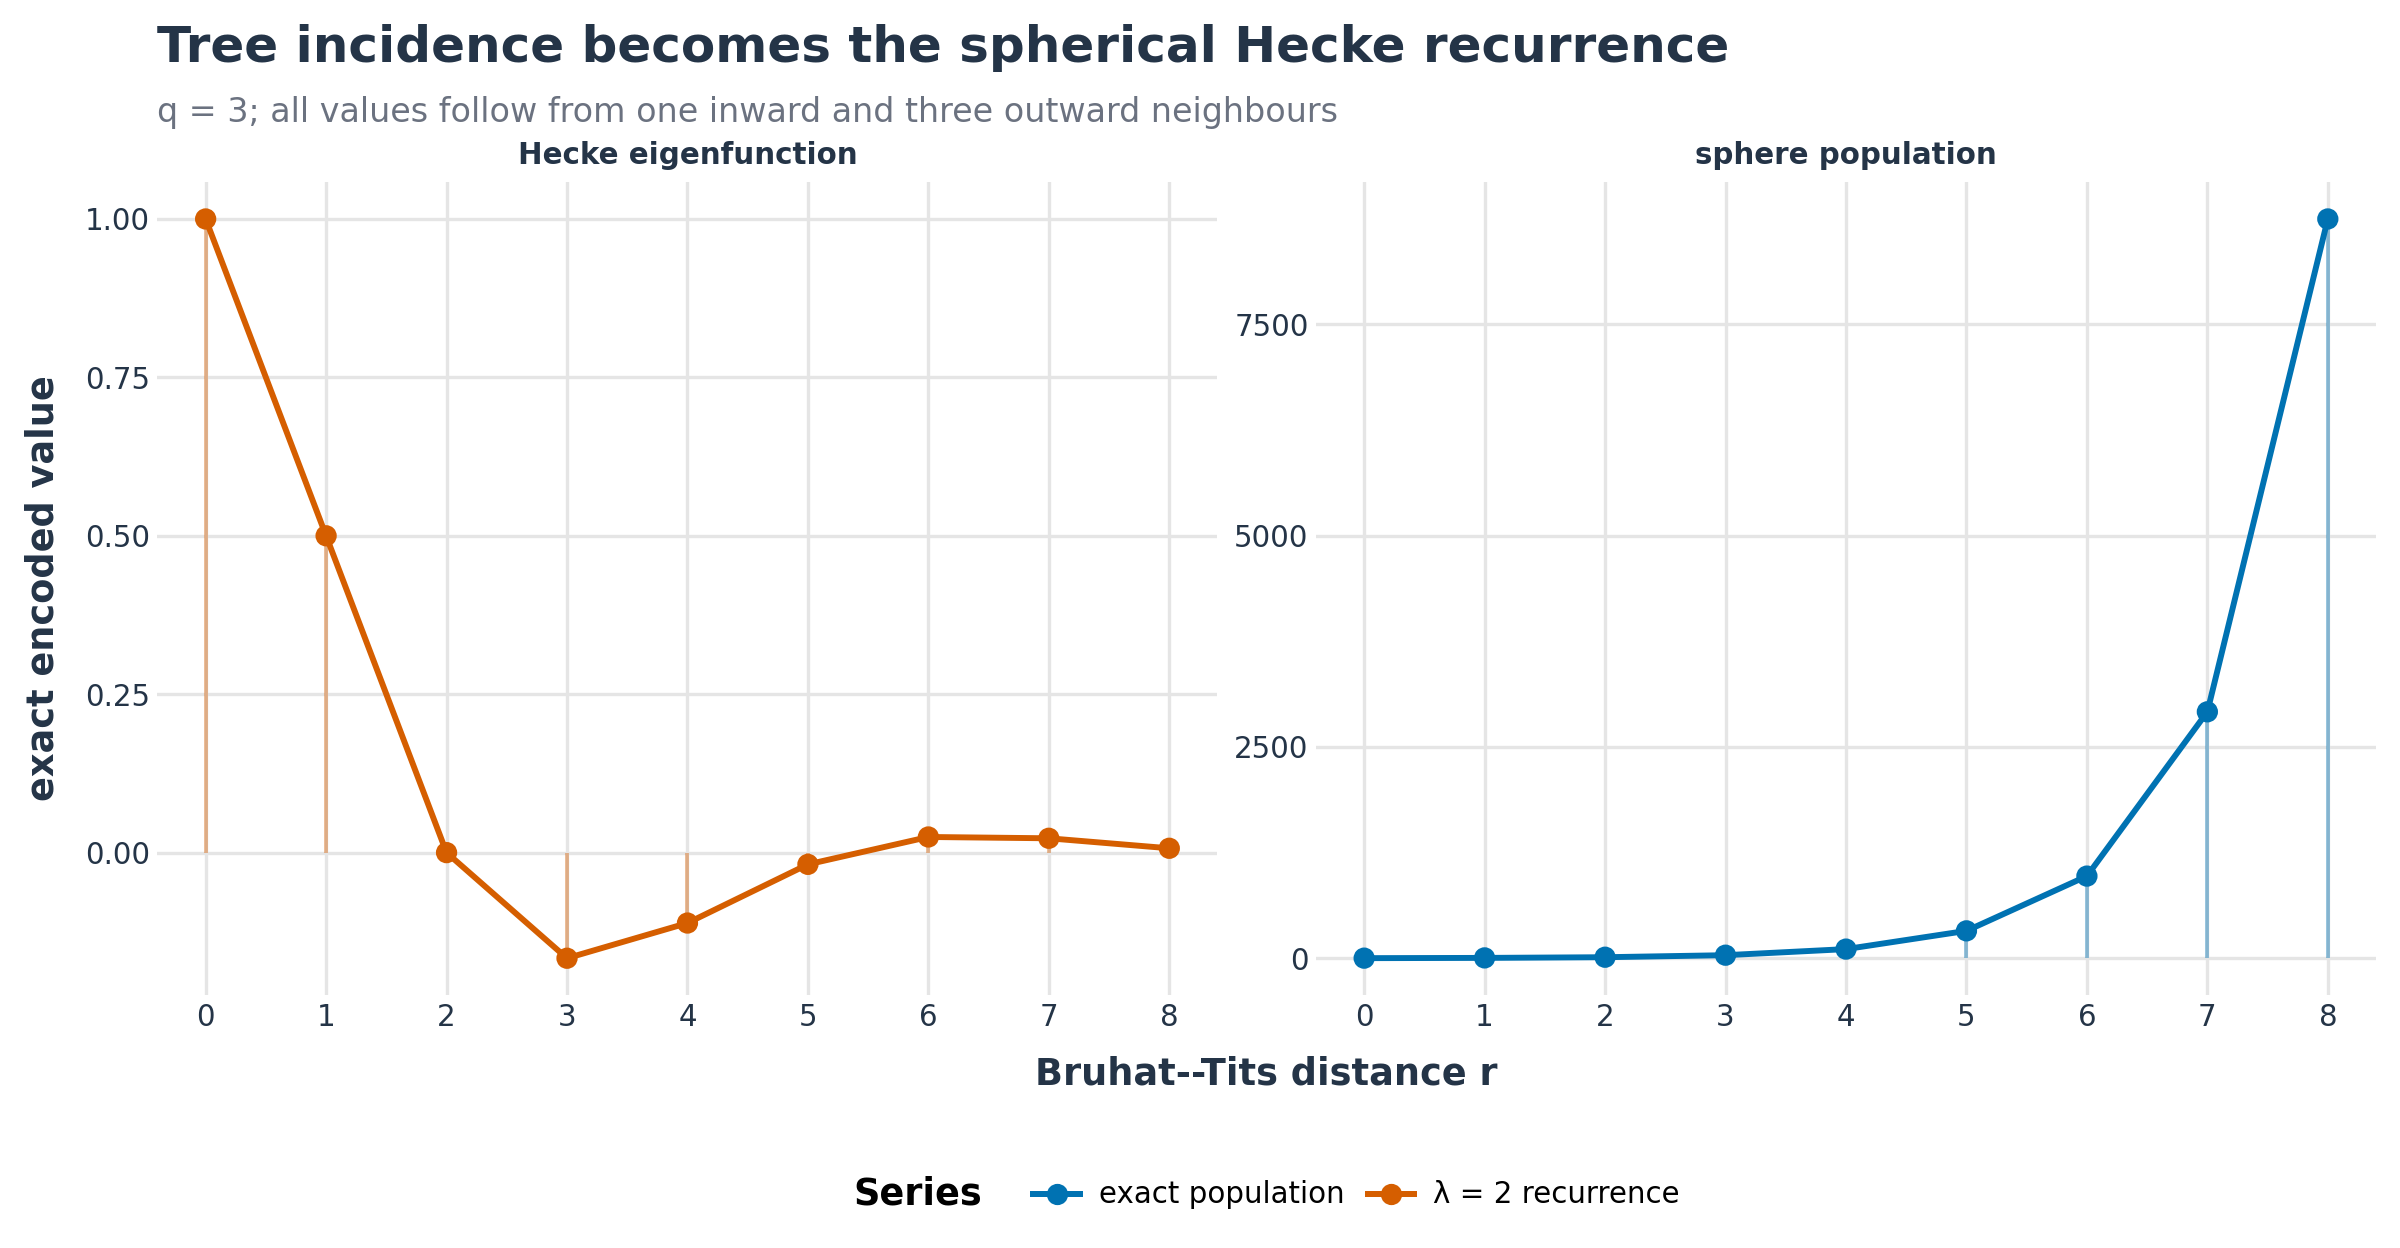 Tree incidence becomes the spherical Hecke recurrence
q = 3; all values follow from one inward and three outward neighbours
Hecke eigenfunction
sphere population
exact encoded value
1.00
0.75
0.50
0.25
0.00
7500
5000
2500
0
0 1 2 3 4 5 6 7 8
0 1 2 3 4 5 6 7 8
Bruhat--Tits distance r
Series exact population λ = 2 recurrence